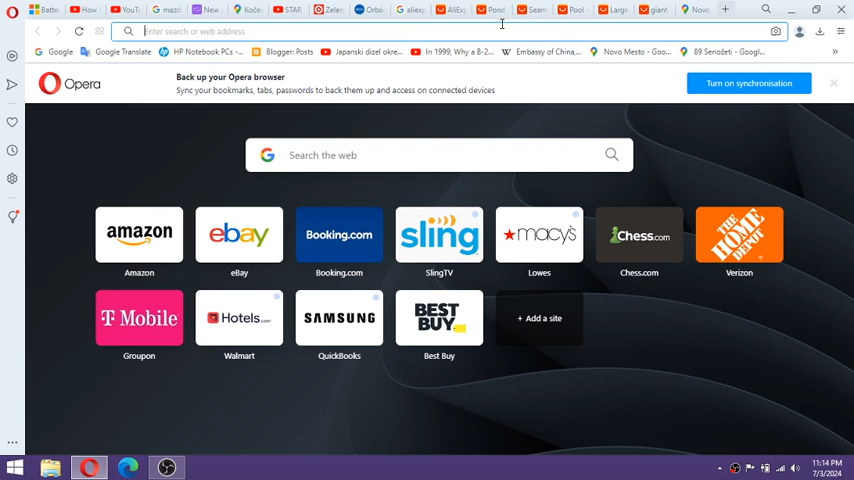 Batte
How t
YouTu
mazd
New
Koče
STAR
Zelen
Orbá
aliexp
AliEx
Pond
Seam
Pool
Large
giant
Novo
Enter search or web address
Google
Google Translate
HP Notebook PCs -...
Blogger: Posts
Japanski dizel okre...
In 1999, Why a B-2...
Embassy of China,...
Novo Mesto - Goo...
89 Šenožeti - Googl...
Opera
Back up your Opera browser
Sync your bookmarks, tabs, passwords to back them up and access on connected devices
Turn on synchronisation
Search the web
amazon
ebay
Booking.com
sling
macy's
Chess.com
THE HOME DEPOT
Amazon
eBay
Booking.com
SlingTV
Lowes
Chess.com
Verizon
T Mobile
Hotels.com
SAMSUNG
BEST BUY
+ Add a site
Groupon
Walmart
QuickBooks
Best Buy
11:14 PM
7/3/2024